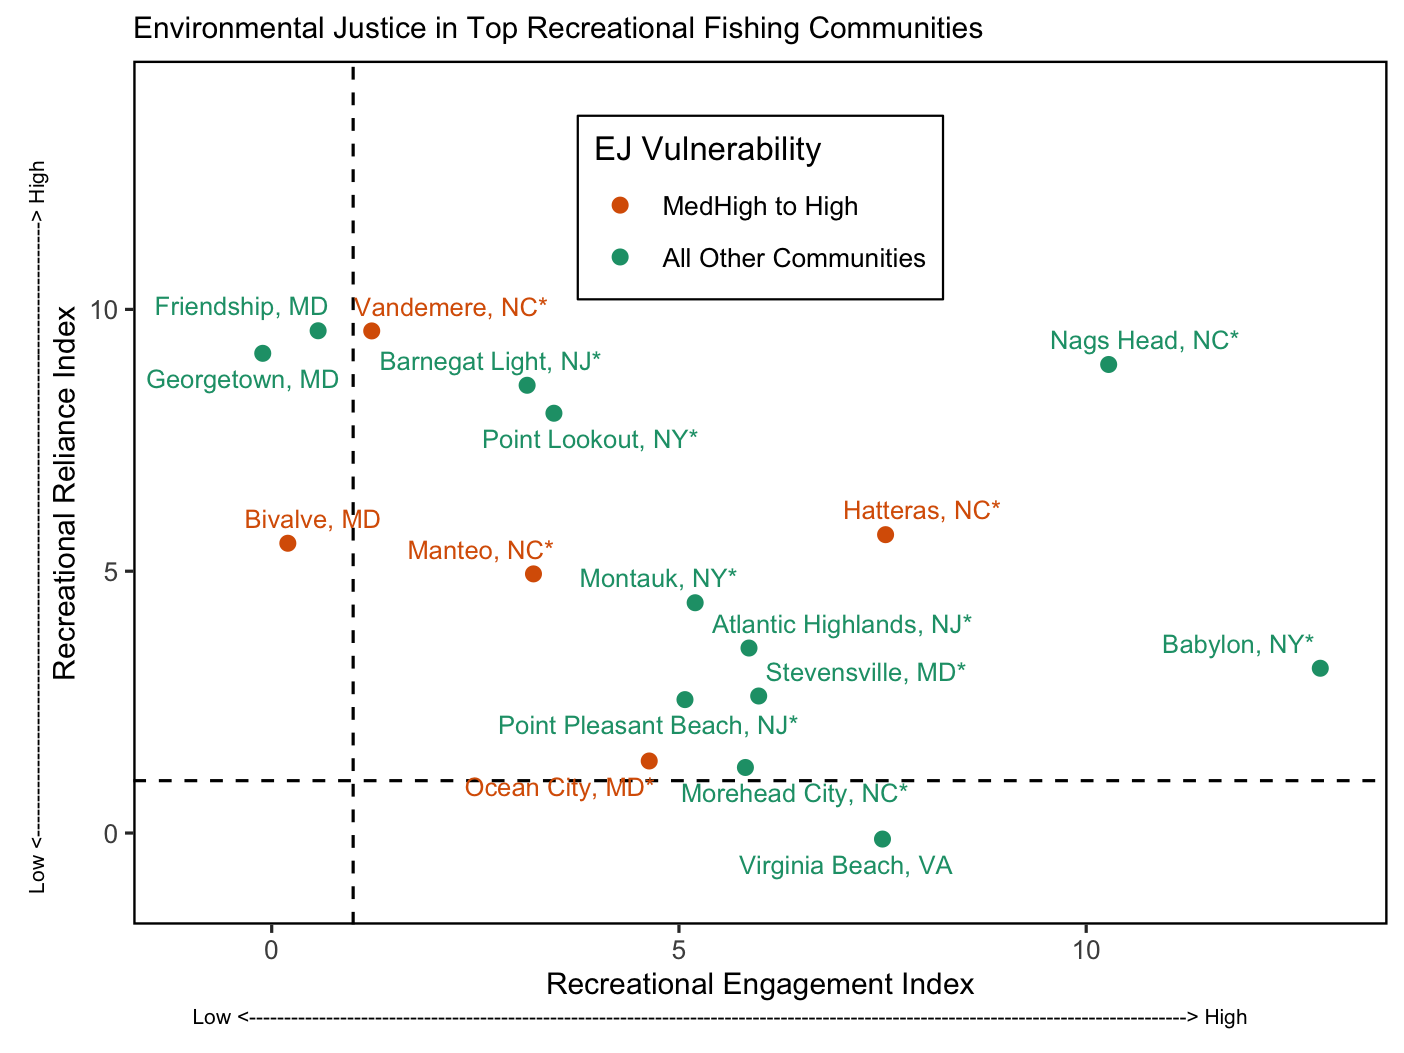 Environmental Justice in Top Recreational Fishing Communities
EJ Vulnerability
MedHigh to High
All Other Communities
Friendship, MD
Vandemere, NC*
Georgetown, MD
Barnegat Light, NJ*
Nags Head, NC*
Point Lookout, NY*
Bivalve, MD
Hatteras, NC*
Manteo, NC*
Montauk, NY*
Atlantic Highlands, NJ*
Babylon, NY*
Stevensville, MD*
Point Pleasant Beach, NJ*
Ocean City, MD*
Morehead City, NC*
Virginia Beach, VA
10
5
0
Recreational Reliance Index
Low <--------------------------------------------------------------------------------------> High
0
5
10
Recreational Engagement Index
Low <--------------------------------------------------------------------------------------------------------------------------------------> High